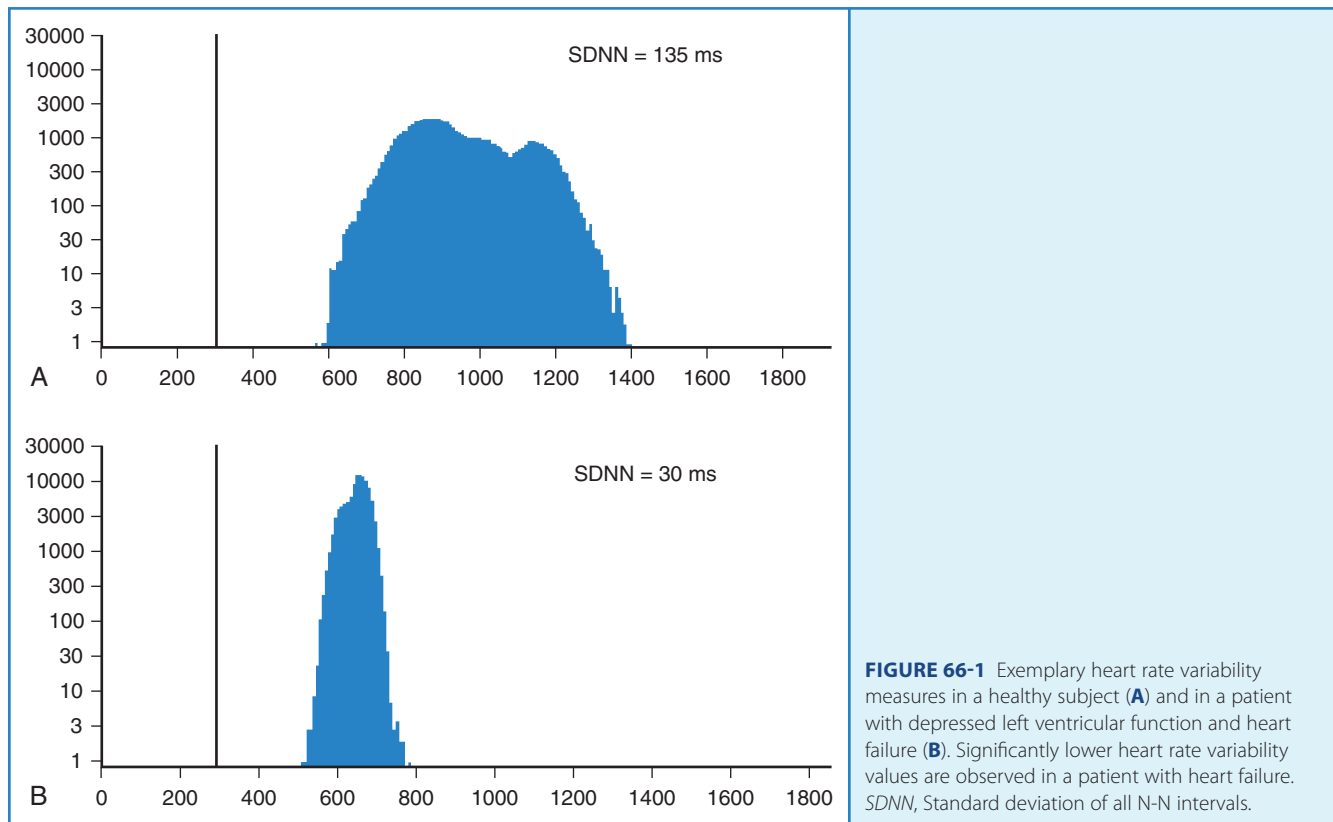 30000
SDNN = 135 ms
10000
3000
1000
300
100
30
10
3
1
A
0 200 400 600 800 1000 1200 1400 1600 1800
30000
SDNN = 30 ms
10000
3000
1000
300
100
30
10
3
1
B
0 200 400 600 800 1000 1200 1400 1600 1800
FIGURE 66-1 Exemplary heart rate variability
measures in a healthy subject (A) and in a patient
with depressed left ventricular function and heart
failure (B). Significantly lower heart rate variability
values are observed in a patient with heart failure.
SDNN, Standard deviation of all N-N intervals.